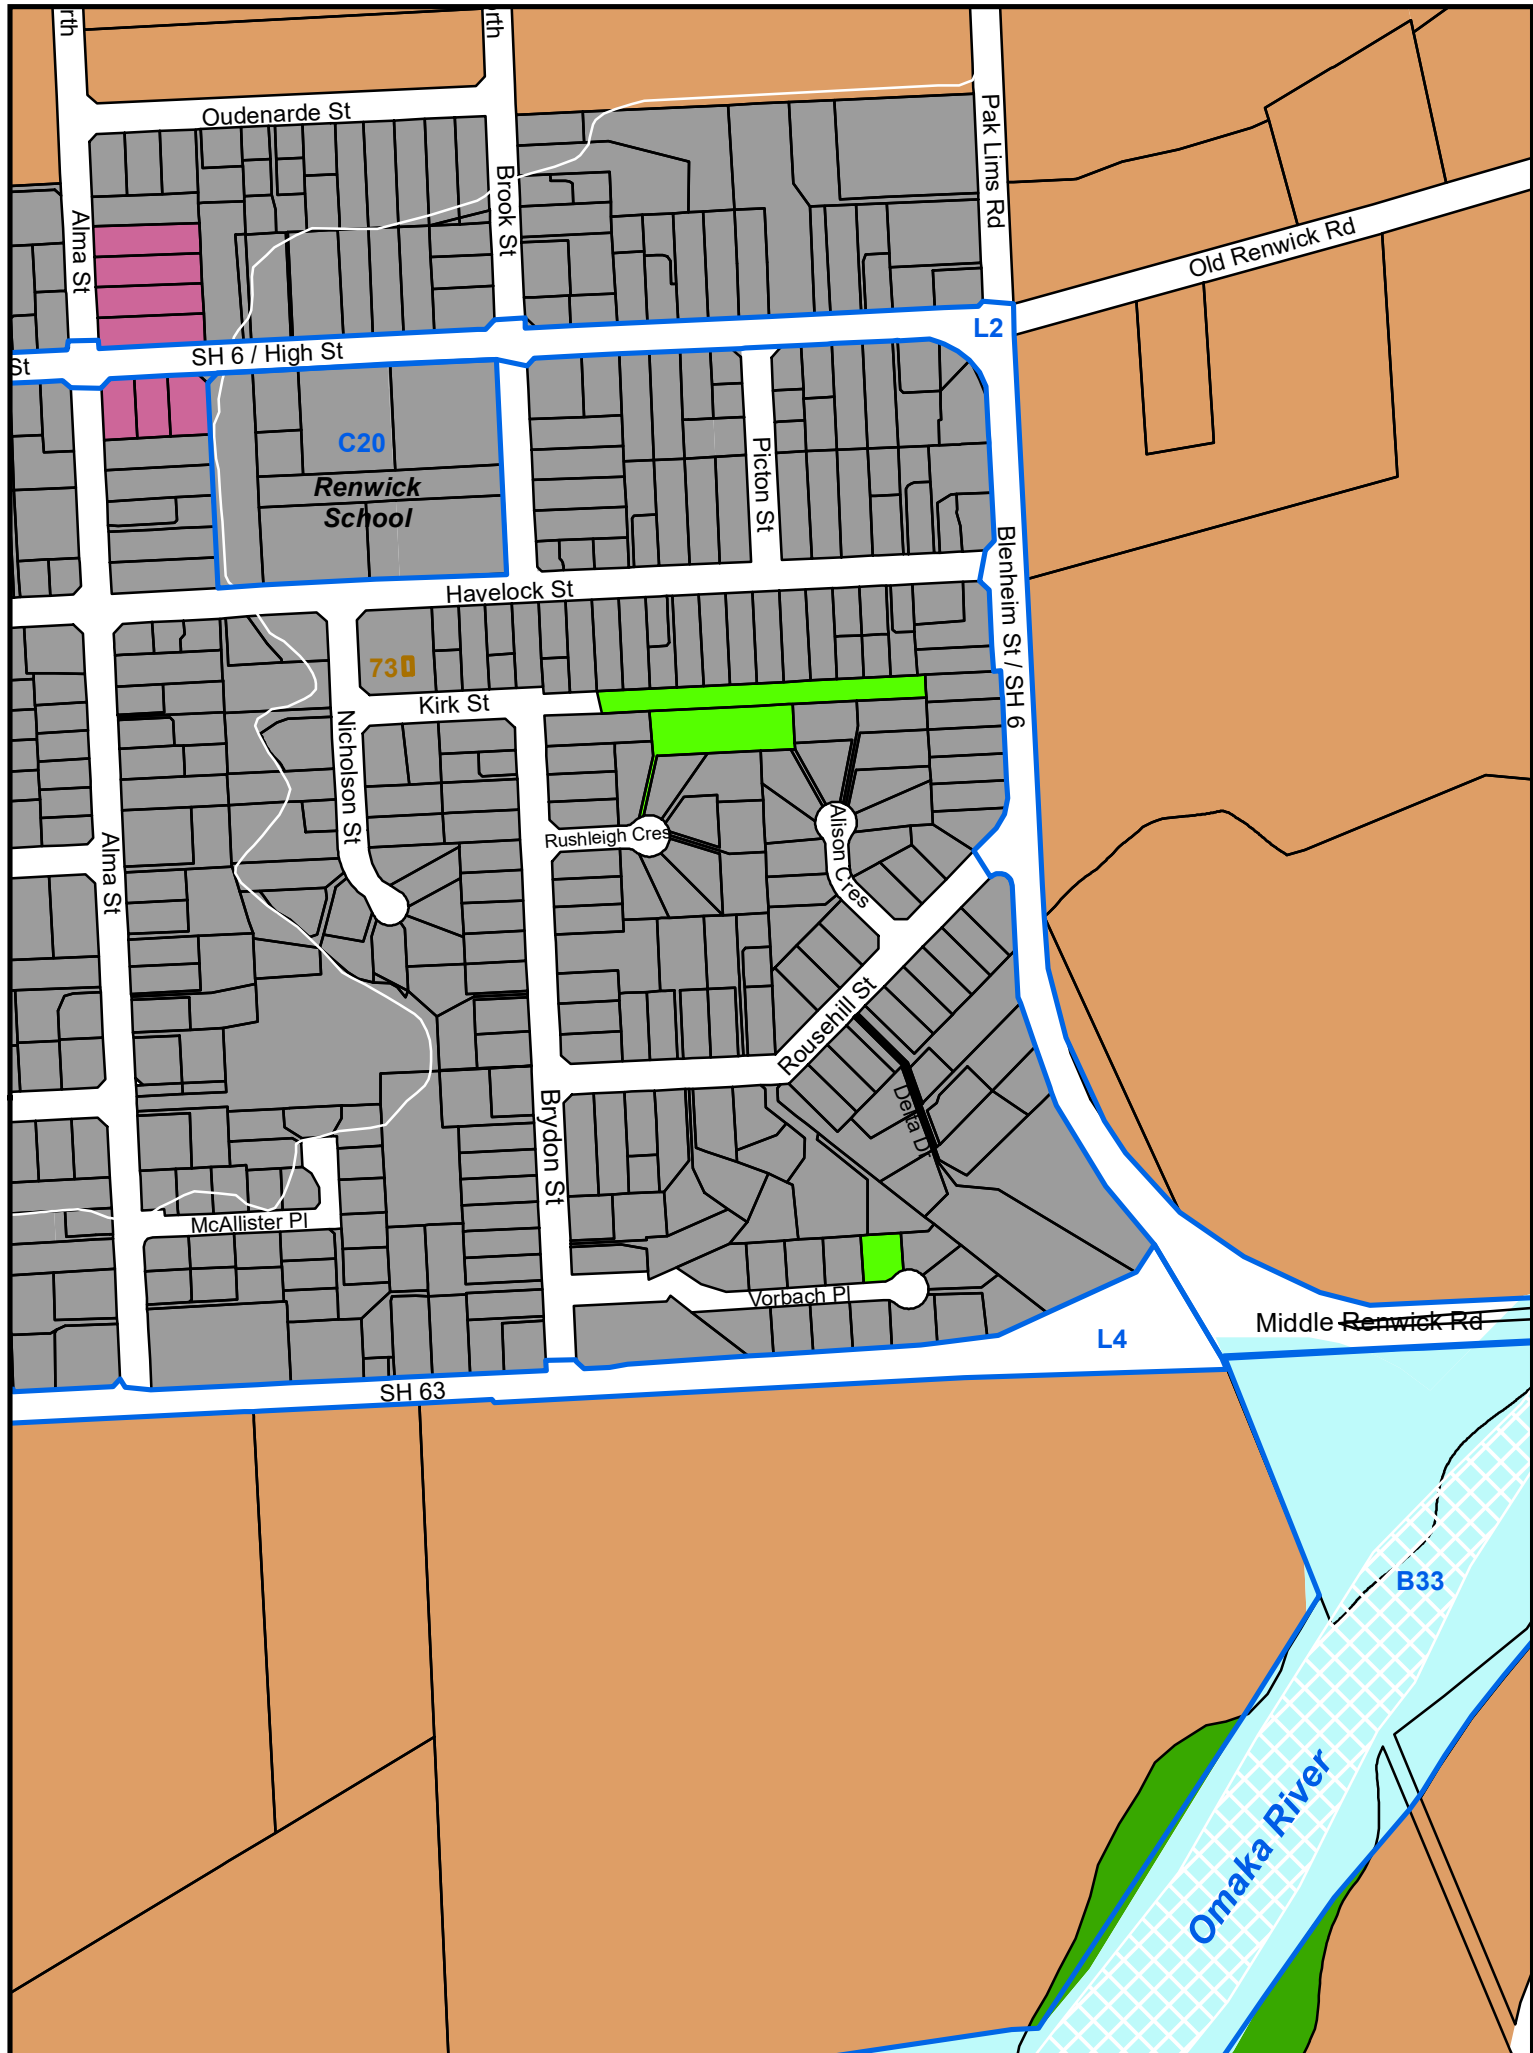 rth
rth
Oudenarde St
Pak Lims Rd
Brook St
Alma St
Old Renwick Rd
L2
SH 6 / High St
St
C20
Renwick
School
Picton St
Blenheim St / SH 6
Havelock St
73
Kirk St
Nicholson St
Rushleigh Cres
Alison Cres
Alma St
Rousehill St
Delta Dr
Brydon St
McAllister Pl
Vorbach Pl
Middle Renwick Rd
L4
SH 63
B33
Omaka River